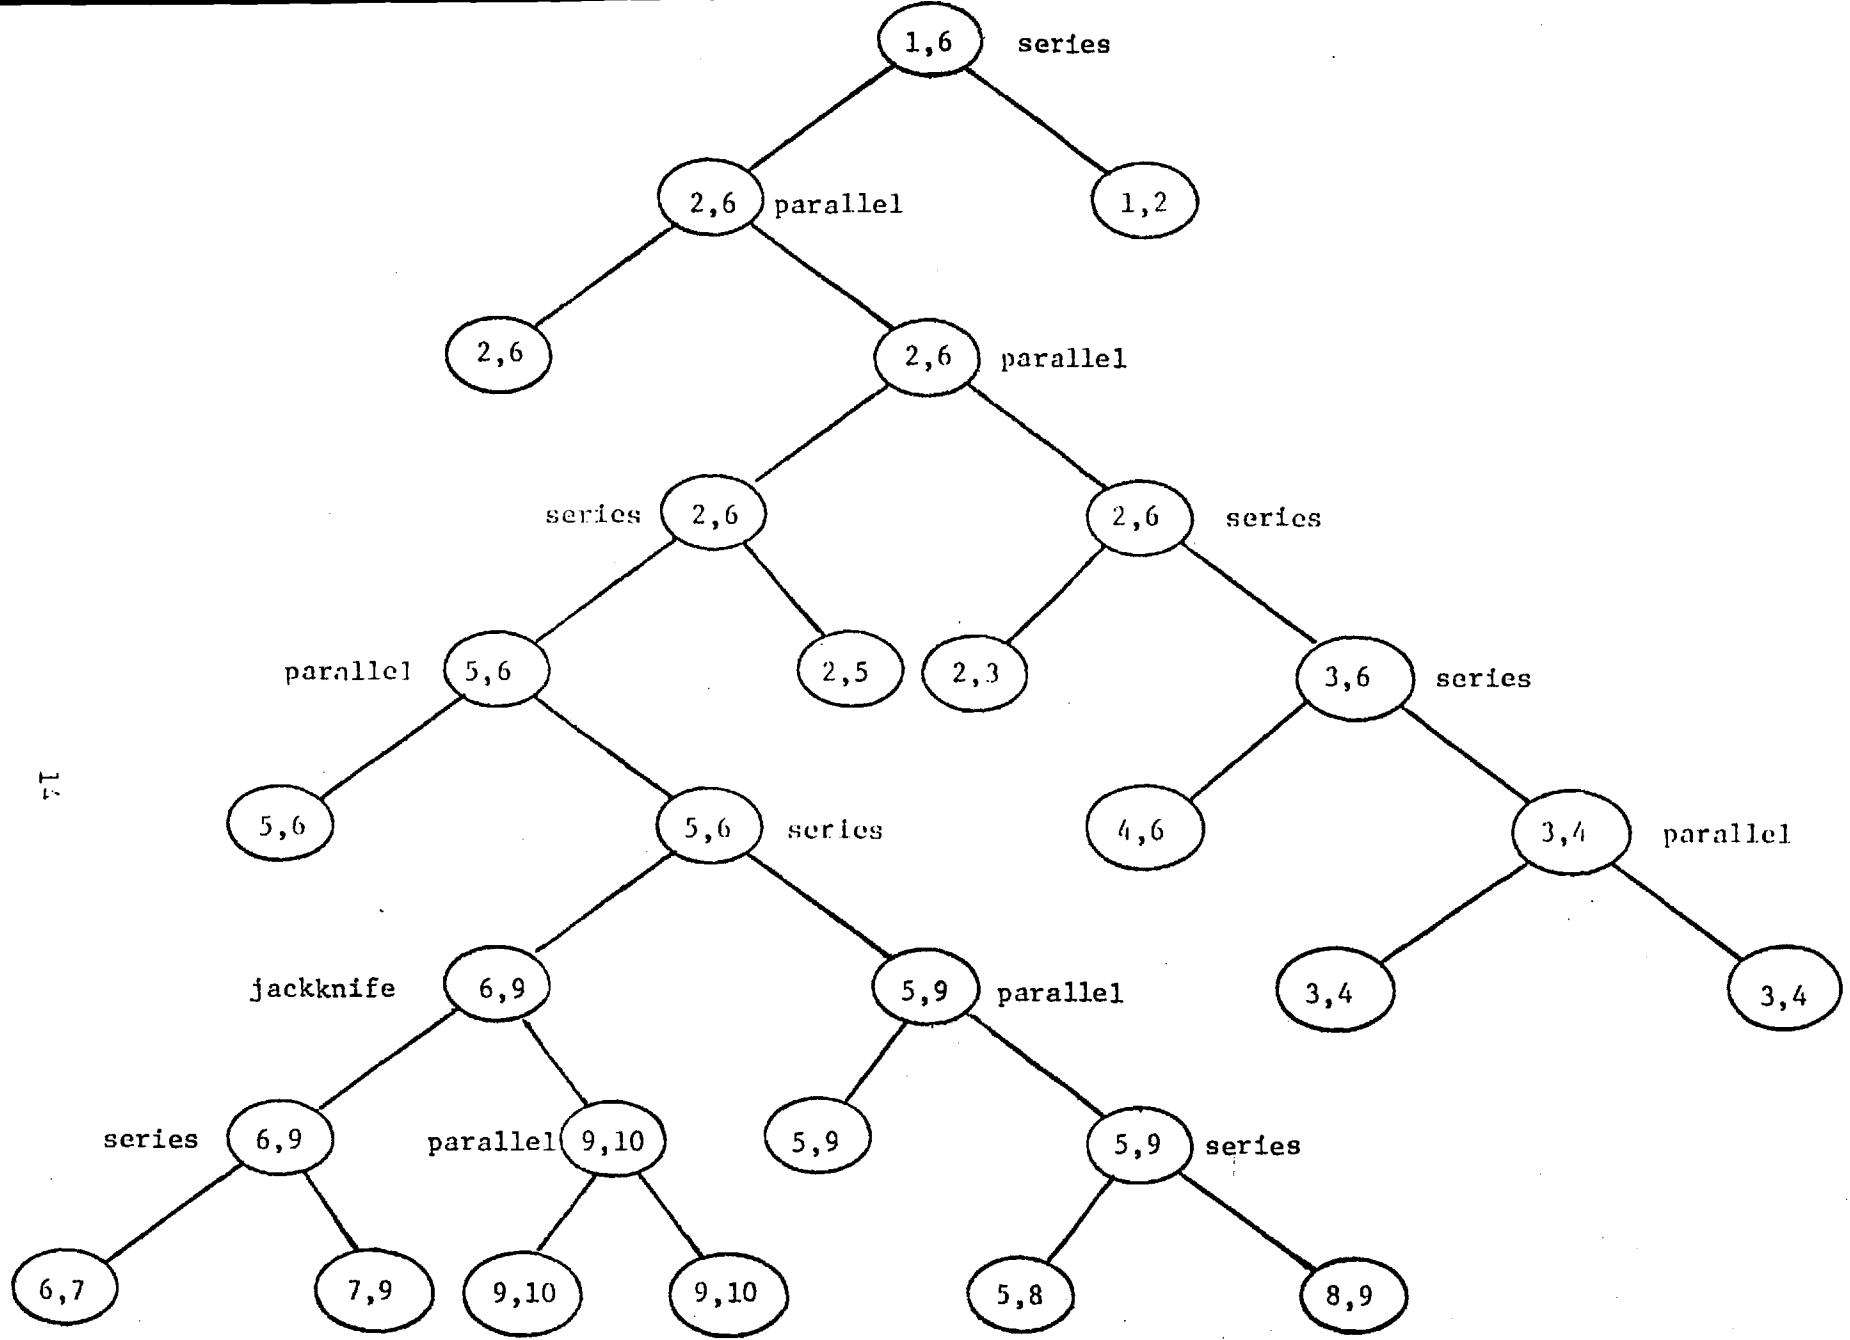 1,6 series
2,6 parallel 1,2
2,6 2,6 parallel
series 2,6 2,6 series
parallel 5,6 2,5 2,3 3,6 series
14
5,6 5,6 series 4,6 3,4 parallel
jackknife 6,9 5,9 parallel 3,4 3,4
series 6,9 parallel 9,10 5,9 5,9 series
6,7 7,9 9,10 9,10 5,8 8,9